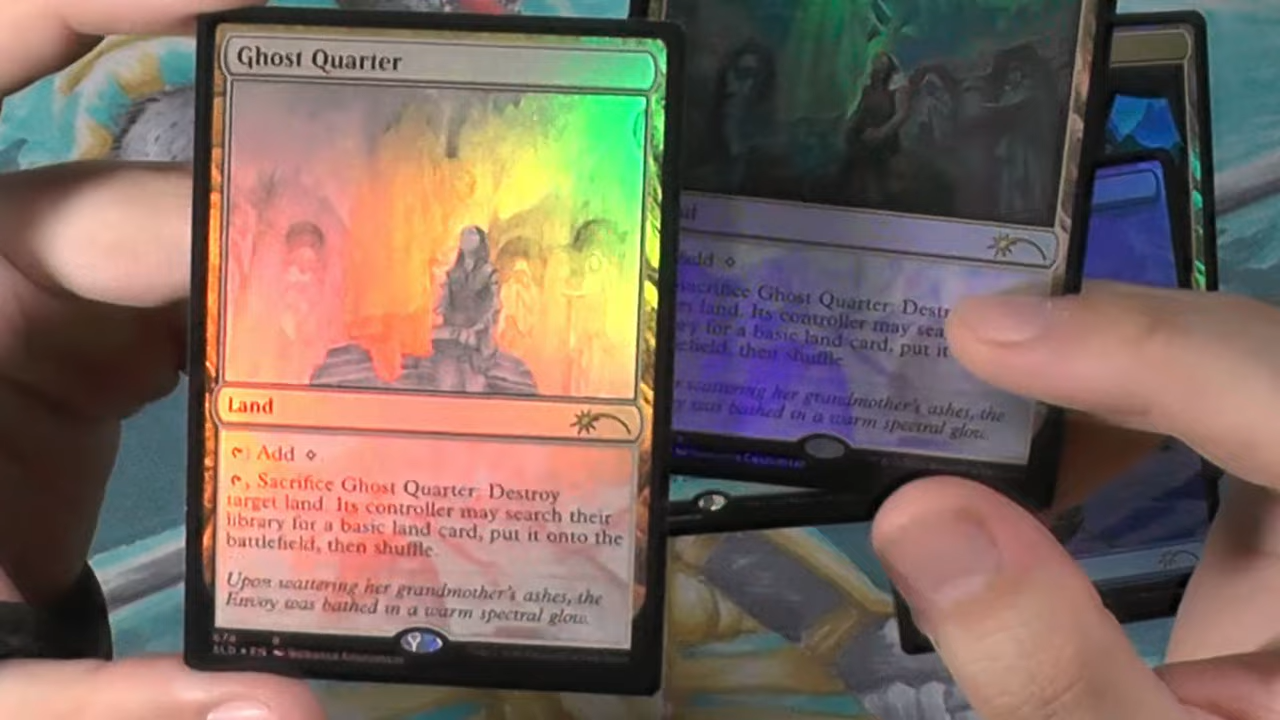 Ghost Quarter
Land
: Add
, Sacrifice Ghost Quarter: Destroy
target land. Its controller may search their
library for a basic land card, put it onto the
battlefield, then shuffle.
Upon scattering her grandmother's ashes, the
Envoy was bathed in a warm spectral glow.
SLD EN
Add
Sacrifice Ghost Quarter: Destr
land. Its controller may sea
for a basic land card, put it
then shuffle.
scattering her grandmother's ashes, the
was bathed in a warm spectral glow.